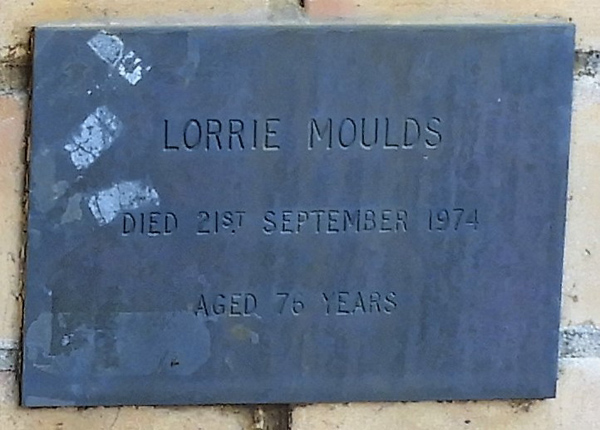 LORRIE MOULDS
DIED 21ST SEPTEMBER 1974
AGED 76 YEARS